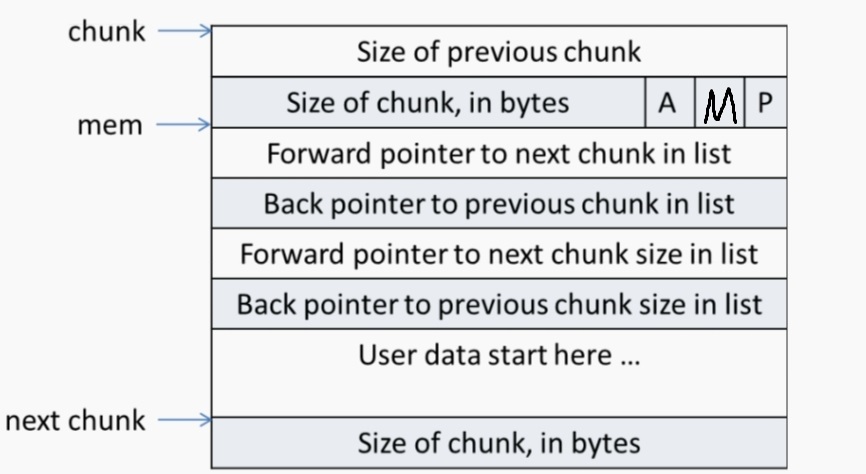 chunk
Size of previous chunk
Size of chunk, in bytes A M P
mem
Forward pointer to next chunk in list
Back pointer to previous chunk in list
Forward pointer to next chunk size in list
Back pointer to previous chunk size in list
User data start here ...
next chunk
Size of chunk, in bytes